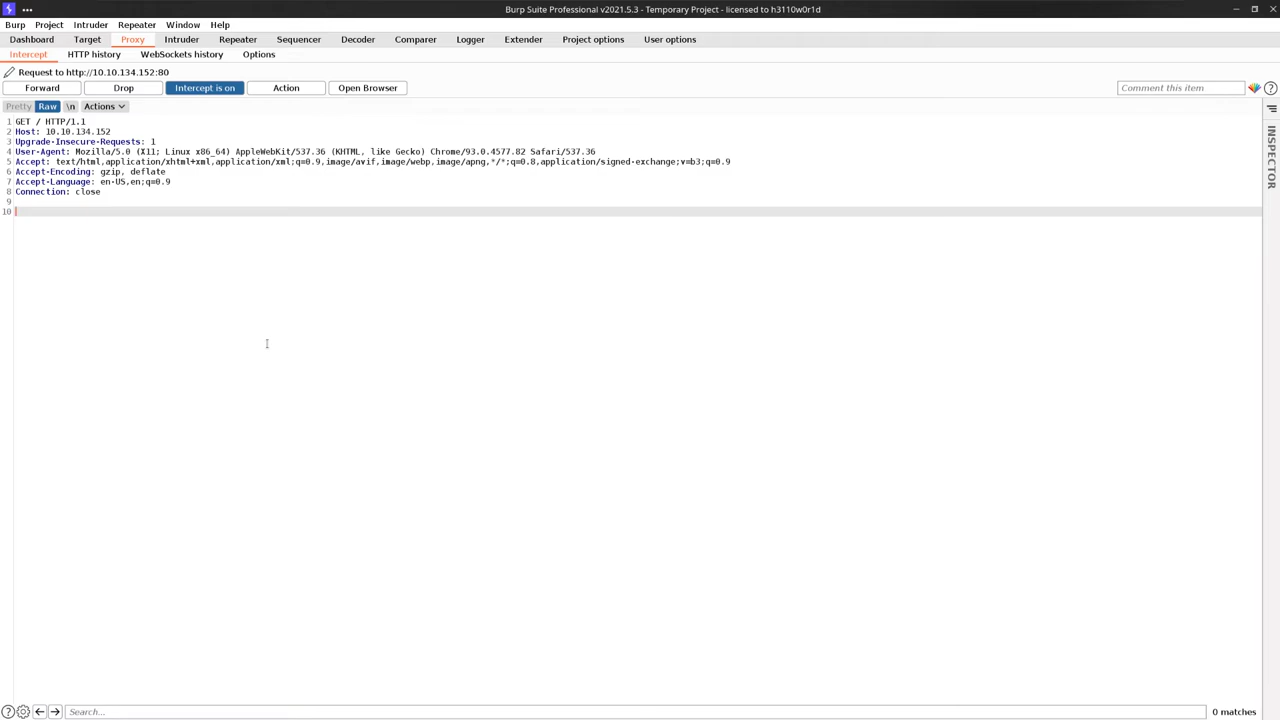 Burp Suite Professional v2021.5.3 - Temporary Project - licensed to h3110w0r1d
Burp Project Intruder Repeater Window Help
Dashboard Target Proxy Intruder Repeater Sequencer Decoder Comparer Logger Extender Project options User options
Intercept HTTP history WebSockets history Options
Request to http://10.10.134.152:80
Forward Drop Intercept is on Action Open Browser Comment this item ?
Pretty Raw \n Actions
1 GET / HTTP/1.1
2 Host: 10.10.134.152
3 Upgrade-Insecure-Requests: 1
4 User-Agent: Mozilla/5.0 (X11; Linux x86_64) AppleWebKit/537.36 (KHTML, like Gecko) Chrome/93.0.4577.82 Safari/537.36
5 Accept: text/html,application/xhtml+xml,application/xml;q=0.9,image/avif,image/webp,image/apng,*/*;q=0.8,application/signed-exchange;v=b3;q=0.9
6 Accept-Encoding: gzip, deflate
7 Accept-Language: en-US,en;q=0.9
8 Connection: close
9
10
INSPECTOR
? Search... 0 matches